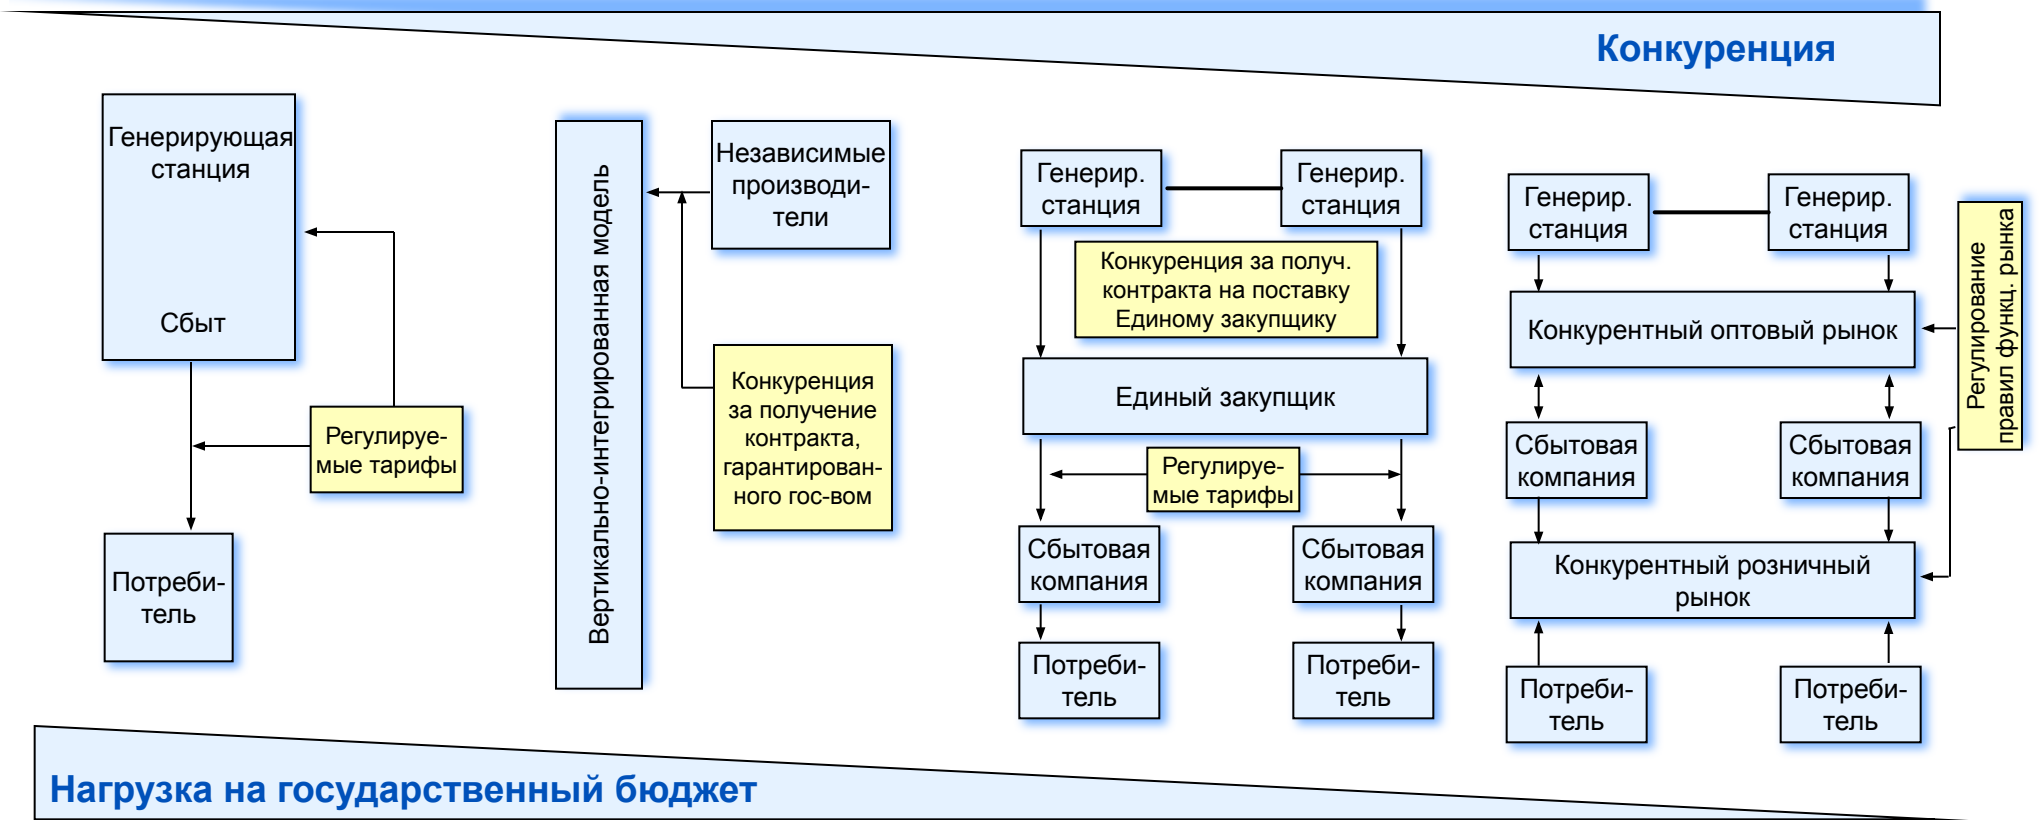 Конкуренция
Генерирующая
станция
Сбыт
Регулируе-
мые тарифы
Потреби-
тель
Вертикально-интегрированная модель
Независимые
производи-
тели
Конкуренция
за получение
контракта,
гарантирован-
ного гос-вом
Генерир.
станция
Генерир.
станция
Конкуренция за получ.
контракта на поставку
Единому закупщику
Единый закупщик
Регулируе-
мые тарифы
Сбытовая
компания
Сбытовая
компания
Потреби-
тель
Потреби-
тель
Генерир.
станция
Генерир.
станция
Конкурентный оптовый рынок
Регулирование
правил функц. рынка
Сбытовая
компания
Сбытовая
компания
Конкурентный розничный
рынок
Потреби-
тель
Потреби-
тель
Нагрузка на государственный бюджет